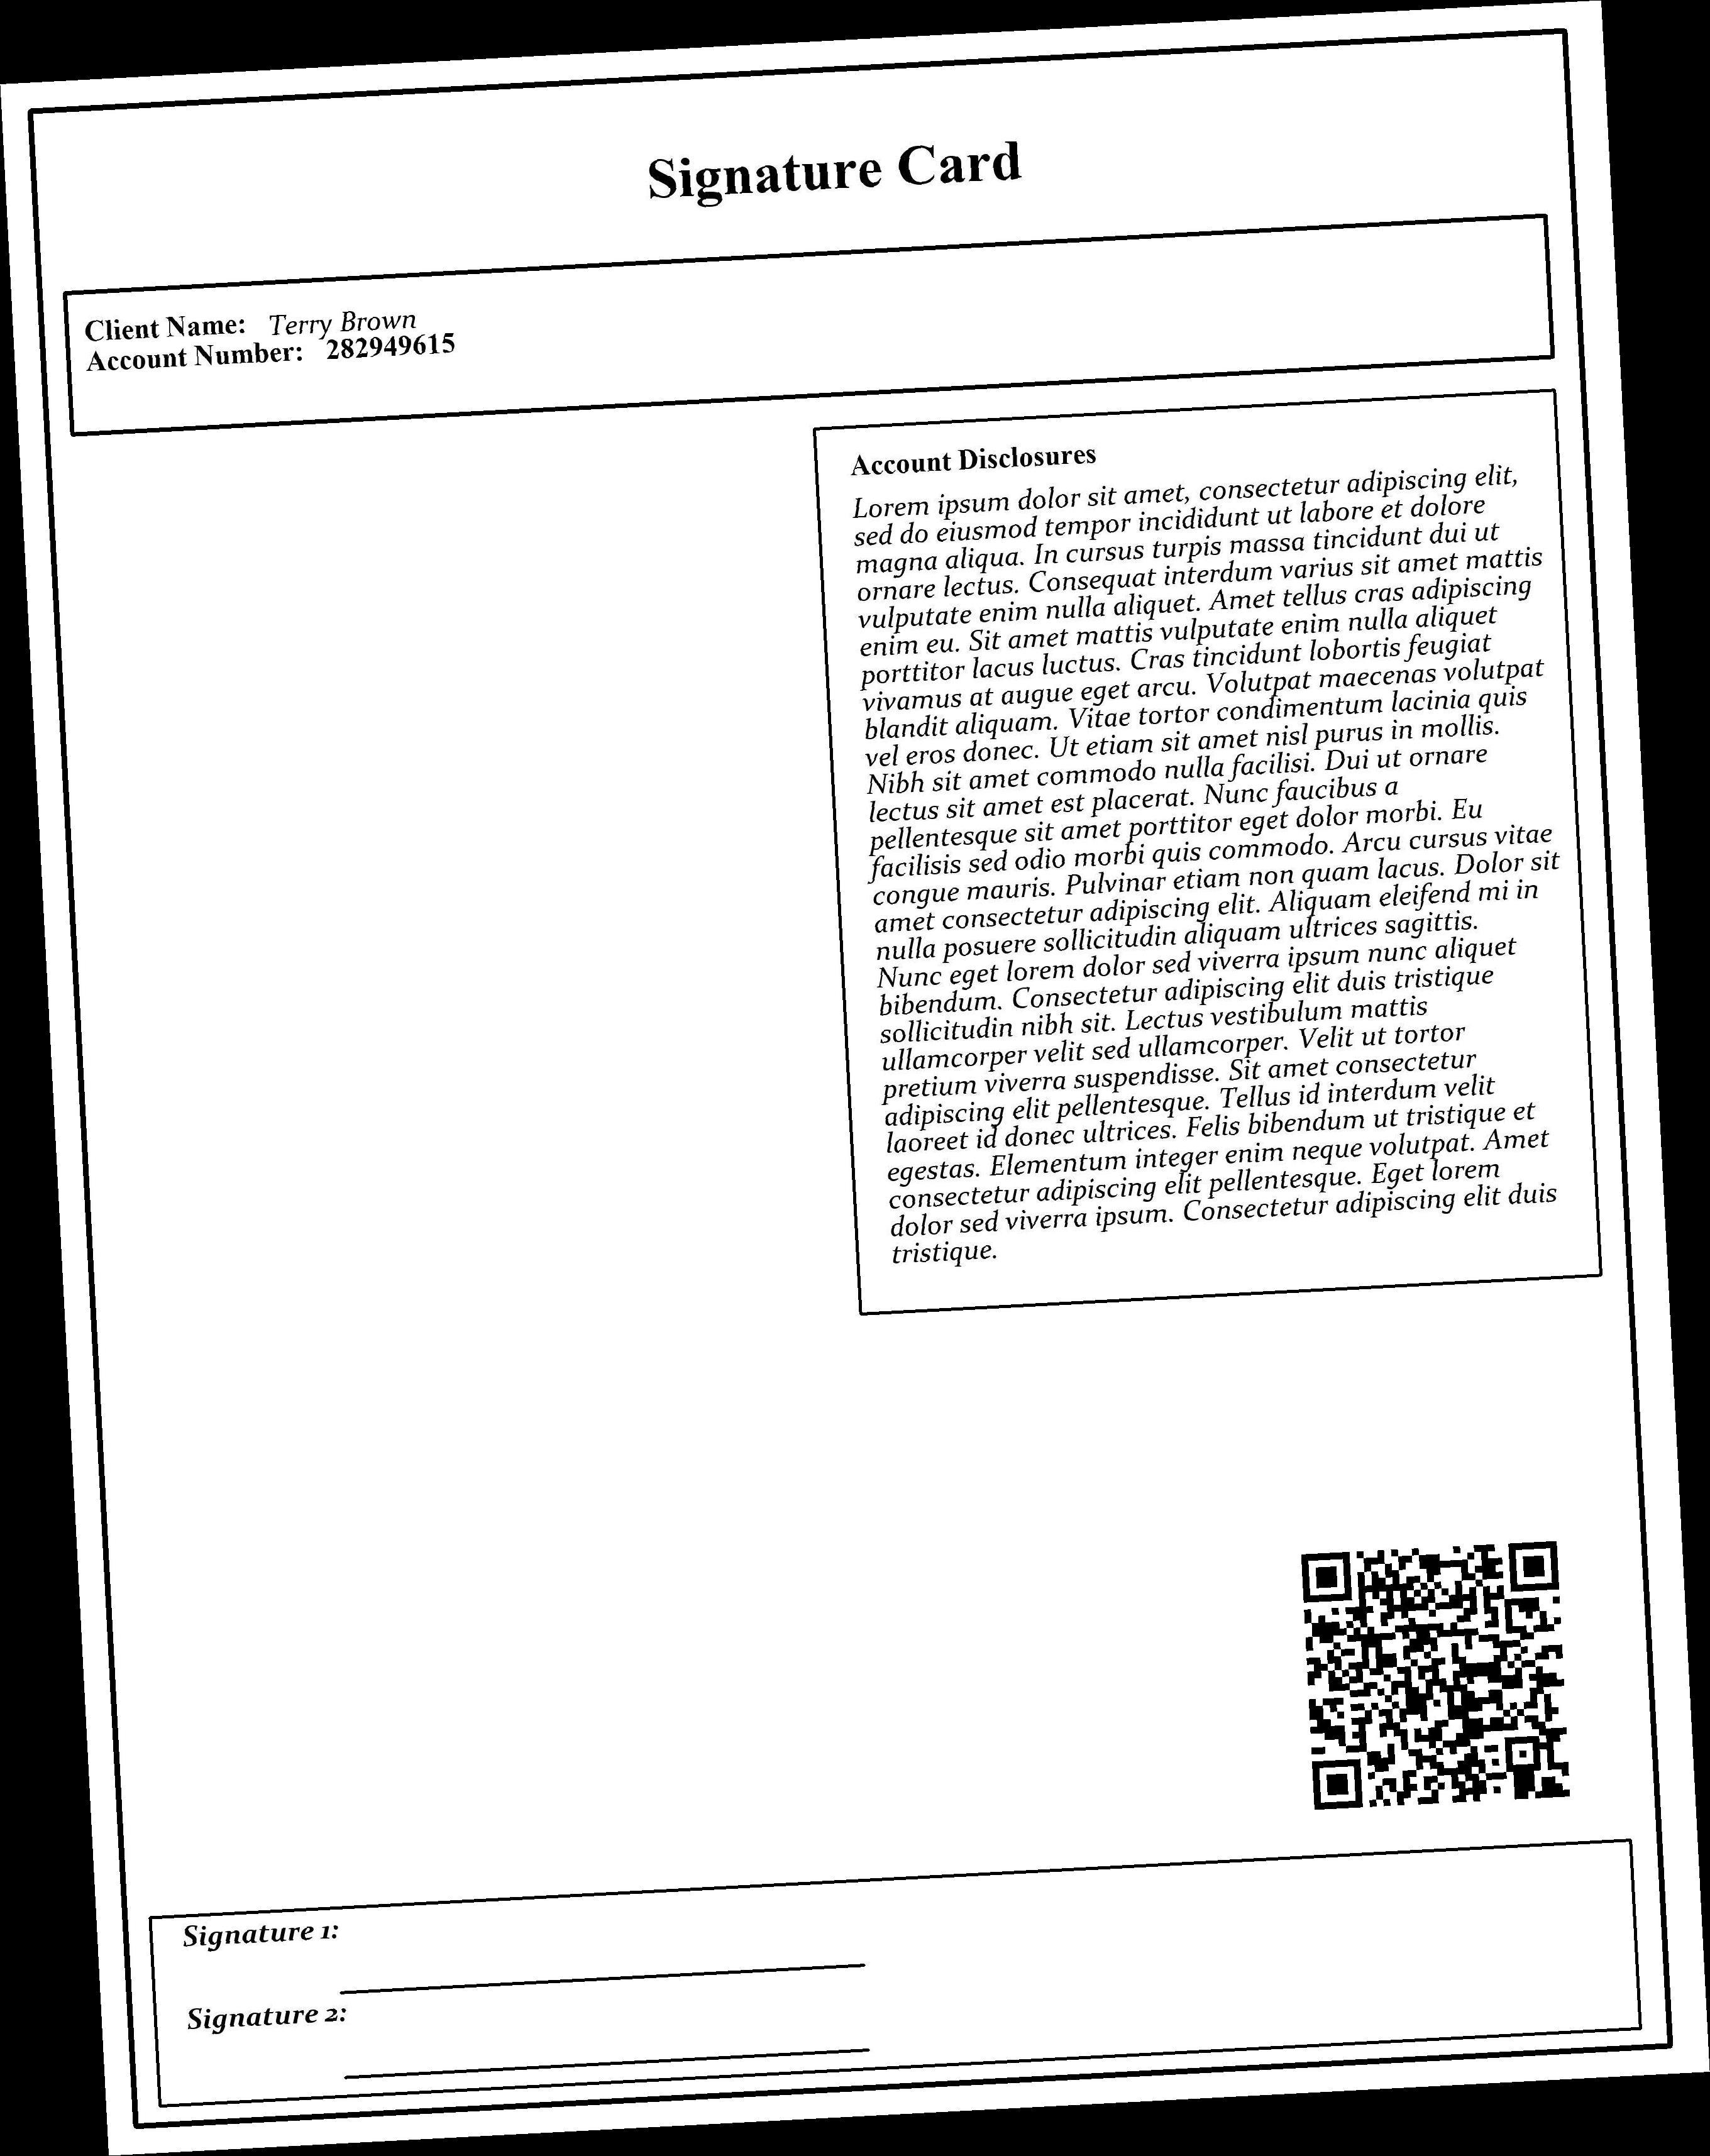 Signature Card
Client Name: Terry Brown
Account Number: 282949615
Account Disclosures
Lorem ipsum dolor sit amet, consectetur adipiscing elit,
sed do eiusmod tempor incididunt ut labore et dolore
magna aliqua. In cursus turpis massa tincidunt dui ut
ornare lectus. Consequat interdum varius sit amet mattis
vulputate enim nulla aliquet. Amet tellus cras adipiscing
enim eu. Sit amet mattis vulputate enim nulla aliquet
porttitor lacus luctus. Cras tincidunt lobortis feugiat
vivamus at augue eget arcu. Volutpat maecenas volutpat
blandit aliquam. Vitae tortor condimentum lacinia quis
vel eros donec. Ut etiam sit amet nisl purus in mollis.
Nibh sit amet commodo nulla facilisi. Dui ut ornare
lectus sit amet est placerat. Nunc faucibus a
pellentesque sit amet porttitor eget dolor morbi. Eu
facilisis sed odio morbi quis commodo. Arcu cursus vitae
congue mauris. Pulvinar etiam non quam lacus. Dolor sit
amet consectetur adipiscing elit. Aliquam eleifend mi in
nulla posuere sollicitudin aliquam ultrices sagittis.
Nunc eget lorem dolor sed viverra ipsum nunc aliquet
bibendum. Consectetur adipiscing elit duis tristique
sollicitudin nibh sit. Lectus vestibulum mattis
ullamcorper velit sed ullamcorper. Velit ut tortor
pretium viverra suspendisse. Sit amet consectetur
adipiscing elit pellentesque. Tellus id interdum velit
laoreet id donec ultrices. Felis bibendum ut tristique et
egestas. Elementum integer enim neque volutpat. Amet
consectetur adipiscing elit pellentesque. Eget lorem
dolor sed viverra ipsum. Consectetur adipiscing elit duis
tristique.
Signature 1:
Signature 2: